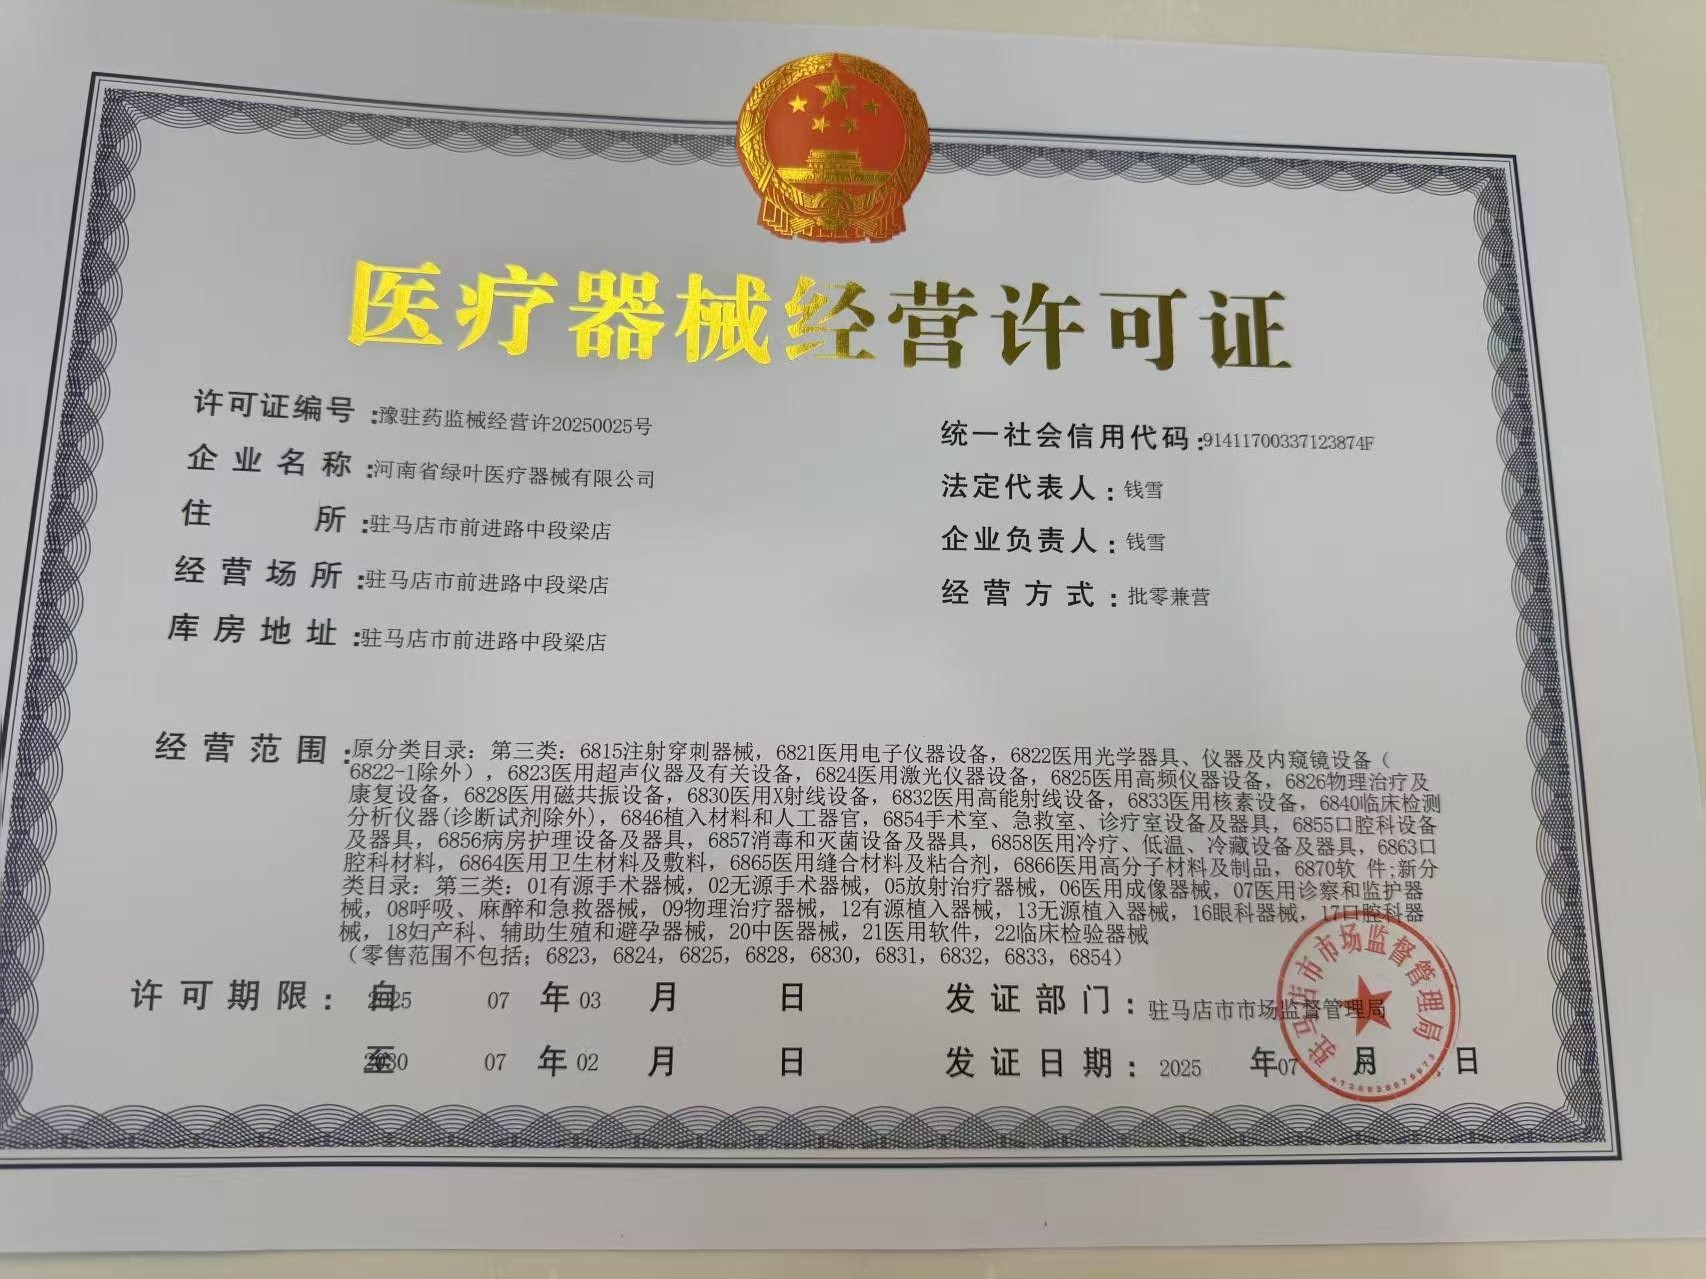 医疗器械经营许可证
许可证编号：豫驻药监械经营许20250025号
统一社会信用代码：91411700337123874F
企业名称：河南省绿叶医疗器械有限公司
法定代表人：钱雪
住所：驻马店市前进路中段梁店
企业负责人：钱雪
经营场所：驻马店市前进路中段梁店
经营方式：批零兼营
库房地址：驻马店市前进路中段梁店
经营范围：原分类目录：第三类：6815注射穿刺器械，6821医用电子仪器设备，6822医用光学器具、仪器及内窥镜设备（
6822-1除外），6823医用超声仪器及有关设备，6824医用激光仪器设备，6825医用高频仪器设备，6826物理治疗及
康复设备，6828医用磁共振设备，6830医用X射线设备，6832医用高能射线设备，6833医用核素设备，6840临床检测
分析仪器(诊断试剂除外)，6846植入材料和人工器官，6854手术室、急救室、诊疗室设备及器具，6855口腔科设备
及器具，6856病房护理设备及器具，6857消毒和灭菌设备及器具，6858医用冷疗、低温、冷藏设备及器具，6863口
腔科材料，6864医用卫生材料及敷料，6865医用缝合材料及粘合剂，6866医用高分子材料及制品，6870软 件;新分
类目录：第三类：01有源手术器械，02无源手术器械，05放射治疗器械，06医用成像器械，07医用诊察和监护器
械，08呼吸、麻醉和急救器械，09物理治疗器械，12有源植入器械，13无源植入器械，16眼科器械，17口腔科器
械，18妇产科、辅助生殖和避孕器械，20中医器械，21医用软件，22临床检验器械
（零售范围不包括；6823，6824，6825，6828，6830，6831，6832，6833，6854）
许可期限：自2025 07 年 03 月 日
发证部门：驻马店市市场监督管理局
至2030 07 年 02 月 日
发证日期：2025 年 07 月 日
驻马店市市场监督管理局